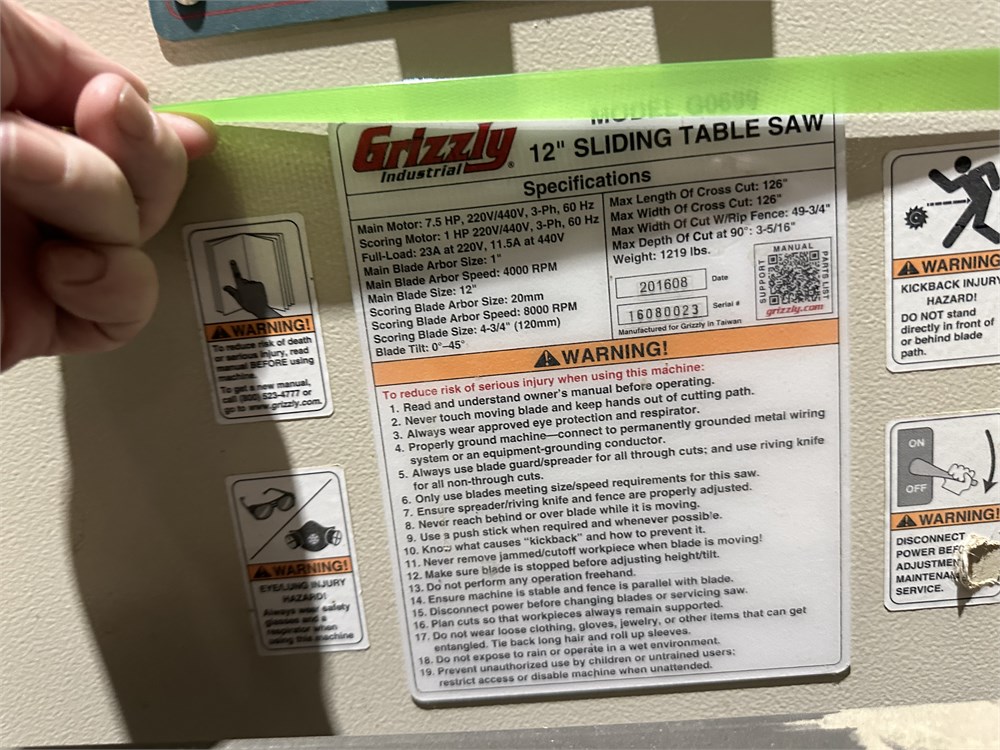 MODEL G0699
Grizzly
Industrial
®
12" SLIDING TABLE SAW
Specifications
Main Motor: 7.5 HP, 220V/440V, 3-Ph, 60 Hz
Scoring Motor: 1 HP 220V/440V, 3-Ph, 60 Hz
Full-Load: 23A at 220V, 11.5A at 440V
Main Blade Arbor Size: 1"
Main Blade Arbor Speed: 4000 RPM
Main Blade Size: 12"
Scoring Blade Arbor Size: 20mm
Scoring Blade Arbor Speed: 8000 RPM
Scoring Blade Size: 4-3/4" (120mm)
Blade Tilt: 0°-45°
Max Length Of Cross Cut: 126"
Max Width Of Cross Cut: 126"
Max Width Of Cut W/Rip Fence: 49-3/4"
Max Depth Of Cut at 90°: 3-5/16"
Weight: 1219 lbs.
201608
Date
16080023
Serial #
Manufactured for Grizzly in Taiwan
MANUAL
SUPPORT
PARTS LIST
grizzly.com
WARNING!
To reduce risk of serious injury when using this machine:
1. Read and understand owner's manual before operating.
2. Never touch moving blade and keep hands out of cutting path.
3. Always wear approved eye protection and respirator.
4. Properly ground machine—connect to permanently grounded metal wiring
system or an equipment-grounding conductor.
5. Always use blade guard/spreader for all through cuts; and use riving knife
for all non-through cuts.
6. Only use blades meeting size/speed requirements for this saw.
7. Ensure spreader/riving knife and fence are properly adjusted.
8. Never reach behind or over blade while it is moving.
9. Use a push stick when required and whenever possible.
10. Know what causes "kickback" and how to prevent it.
11. Never remove jammed/cutoff workpiece when blade is moving!
12. Make sure blade is stopped before adjusting height/tilt.
13. Do not perform any operation freehand.
14. Ensure machine is stable and fence is parallel with blade.
15. Disconnect power before changing blades or servicing saw.
16. Plan cuts so that workpieces always remain supported.
17. Do not wear loose clothing, gloves, jewelry, or other items that can get
entangled. Tie back long hair and roll up sleeves.
18. Do not expose to rain or operate in a wet environment.
19. Prevent unauthorized use by children or untrained users;
restrict access or disable machine when unattended.
WARNING!
To reduce risk of death
or serious injury, read
manual BEFORE using
machine.
To get a new manual,
call (800) 523-4777 or
go to www.grizzly.com.
WARNING!
EYE/LUNG INJURY
HAZARD!
Always wear safety
glasses and a
respirator when
using this machine
WARNING
KICKBACK INJURY
HAZARD!
DO NOT stand
directly in front of
or behind blade
path.
ON
OFF
WARNING!
DISCONNECT
POWER BEF
ADJUSTMEN
MAINTENAN
SERVICE.